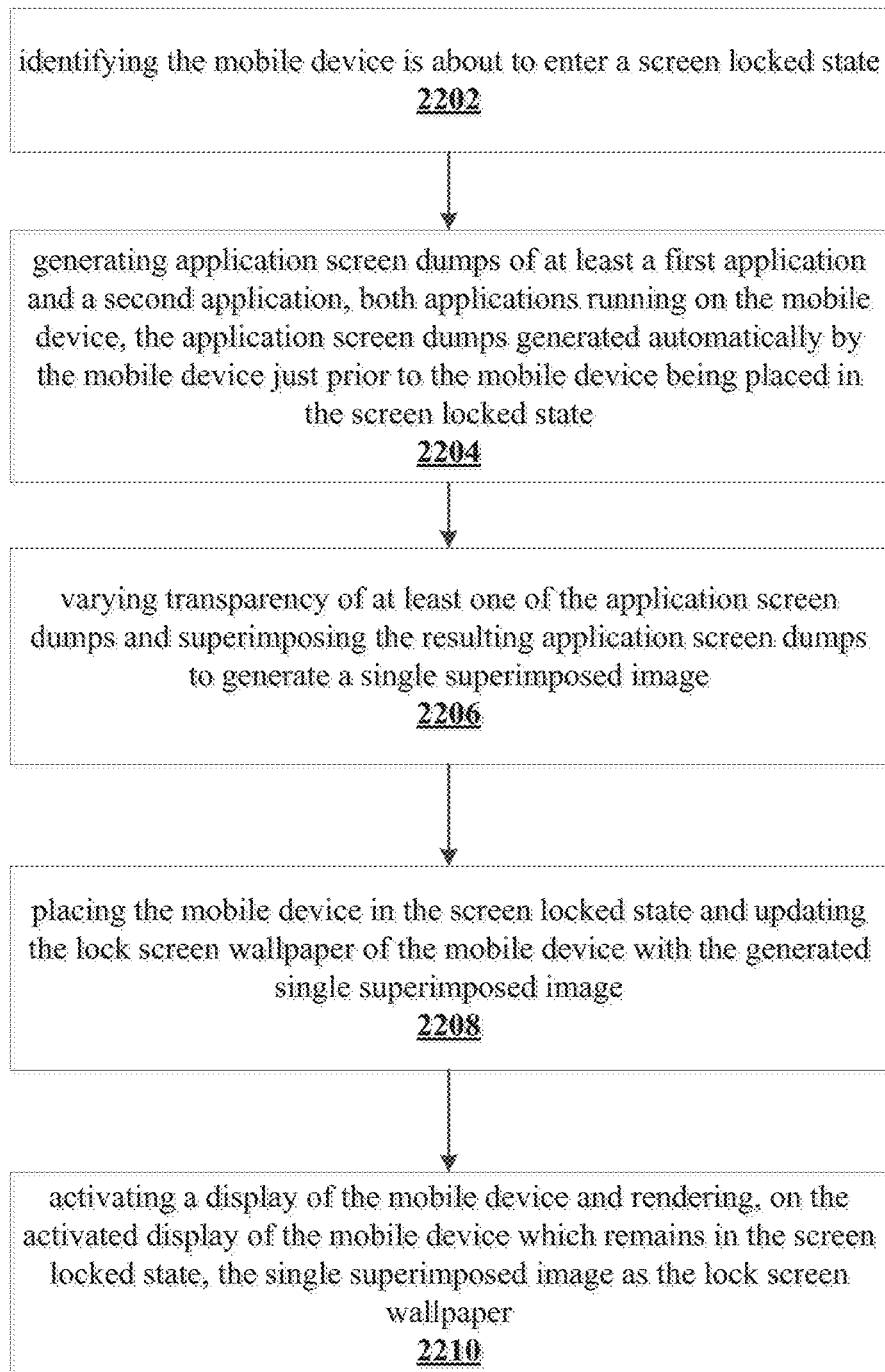 identifying the mobile device is about to enter a screen locked state
2202
generating application screen dumps of at least a first application
and a second application, both applications running on the mobile
device, the application screen dumps generated automatically by
the mobile device just prior to the mobile device being placed in
the screen locked state
2204
varying transparency of at least one of the application screen
dumps and superimposing the resulting application screen dumps
to generate a single superimposed image
2206
placing the mobile device in the screen locked state and updating
the lock screen wallpaper of the mobile device with the generated
single superimposed image
2208
activating a display of the mobile device and rendering, on the
activated display of the mobile device which remains in the screen
locked state, the single superimposed image as the lock screen
wallpaper
2210